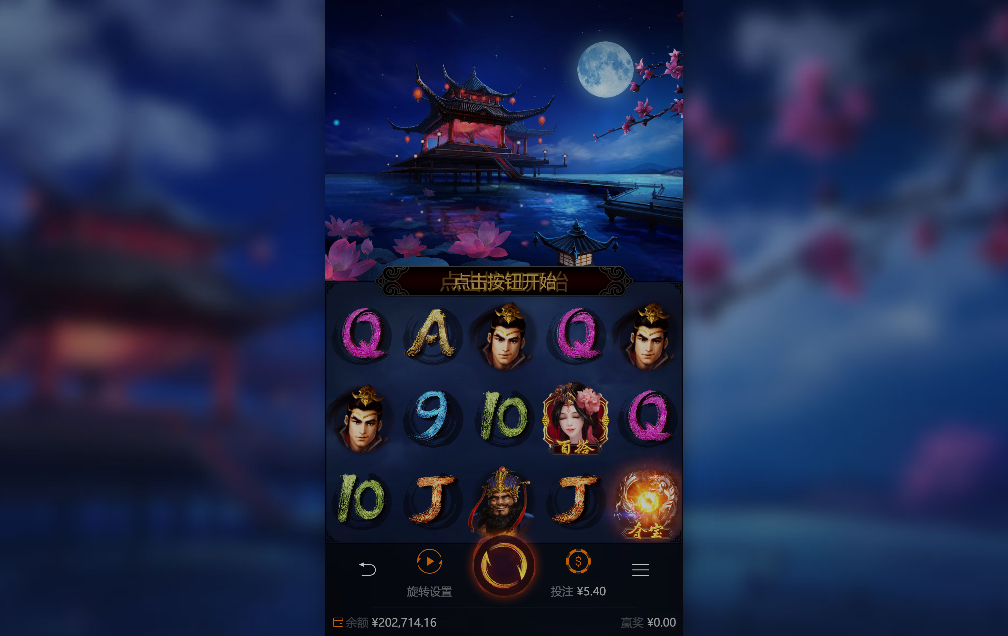 点击按钮开始
Q A Q
9 10 百搭 Q
10 J J 夺宝
旋转设置 投注 ¥5.40
余额 ¥202,714.16 赢奖 ¥0.00